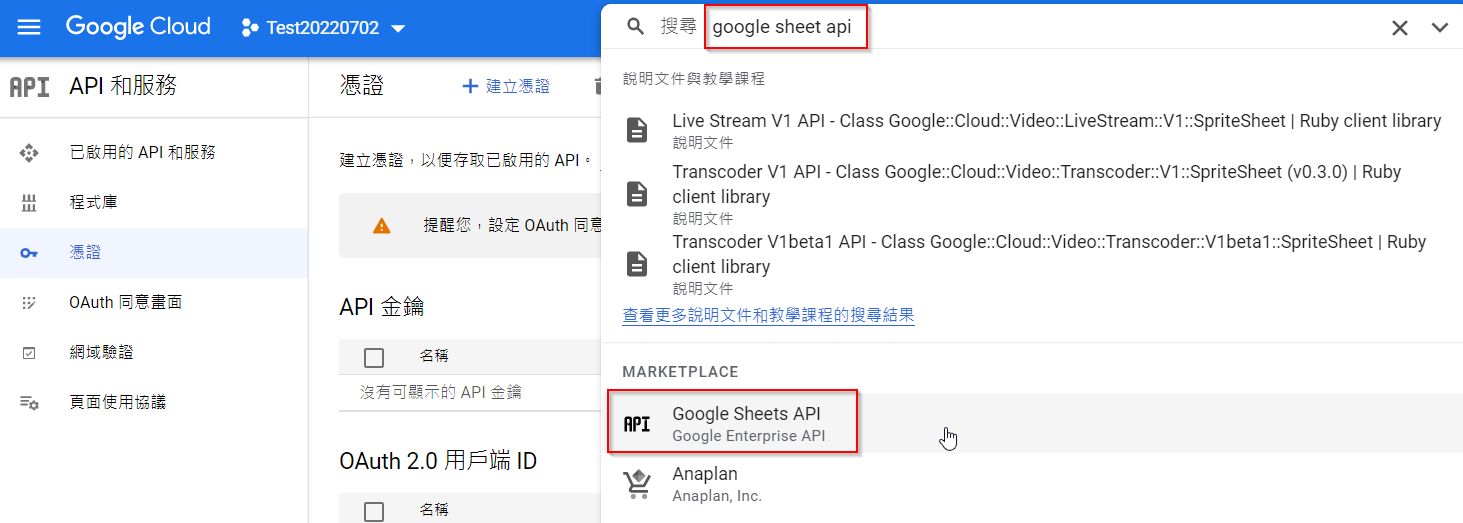 Google Cloud
Test20220702
搜尋 google sheet api
API
API 和服務
已啟用的 API 和服務
程式庫
憑證
OAuth 同意畫面
網域驗證
頁面使用協議
憑證
建立憑證
建立憑證，以便存取已啟用的 API。
提醒您，設定 OAuth 同意
API 金鑰
名稱
沒有可顯示的 API 金鑰
OAuth 2.0 用戶端 ID
名稱
說明文件與教學課程
Live Stream V1 API - Class Google::Cloud::Video::LiveStream::V1::SpriteSheet | Ruby client library
說明文件
Transcoder V1 API - Class Google::Cloud::Video::Transcoder::V1::SpriteSheet (v0.3.0) | Ruby
client library
說明文件
Transcoder V1beta1 API - Class Google::Cloud::Video::Transcoder::V1beta1::SpriteSheet | Ruby
client library
說明文件
查看更多說明文件和教學課程的搜尋結果
MARKETPLACE
API
Google Sheets API
Google Enterprise API
Anaplan
Anaplan, Inc.